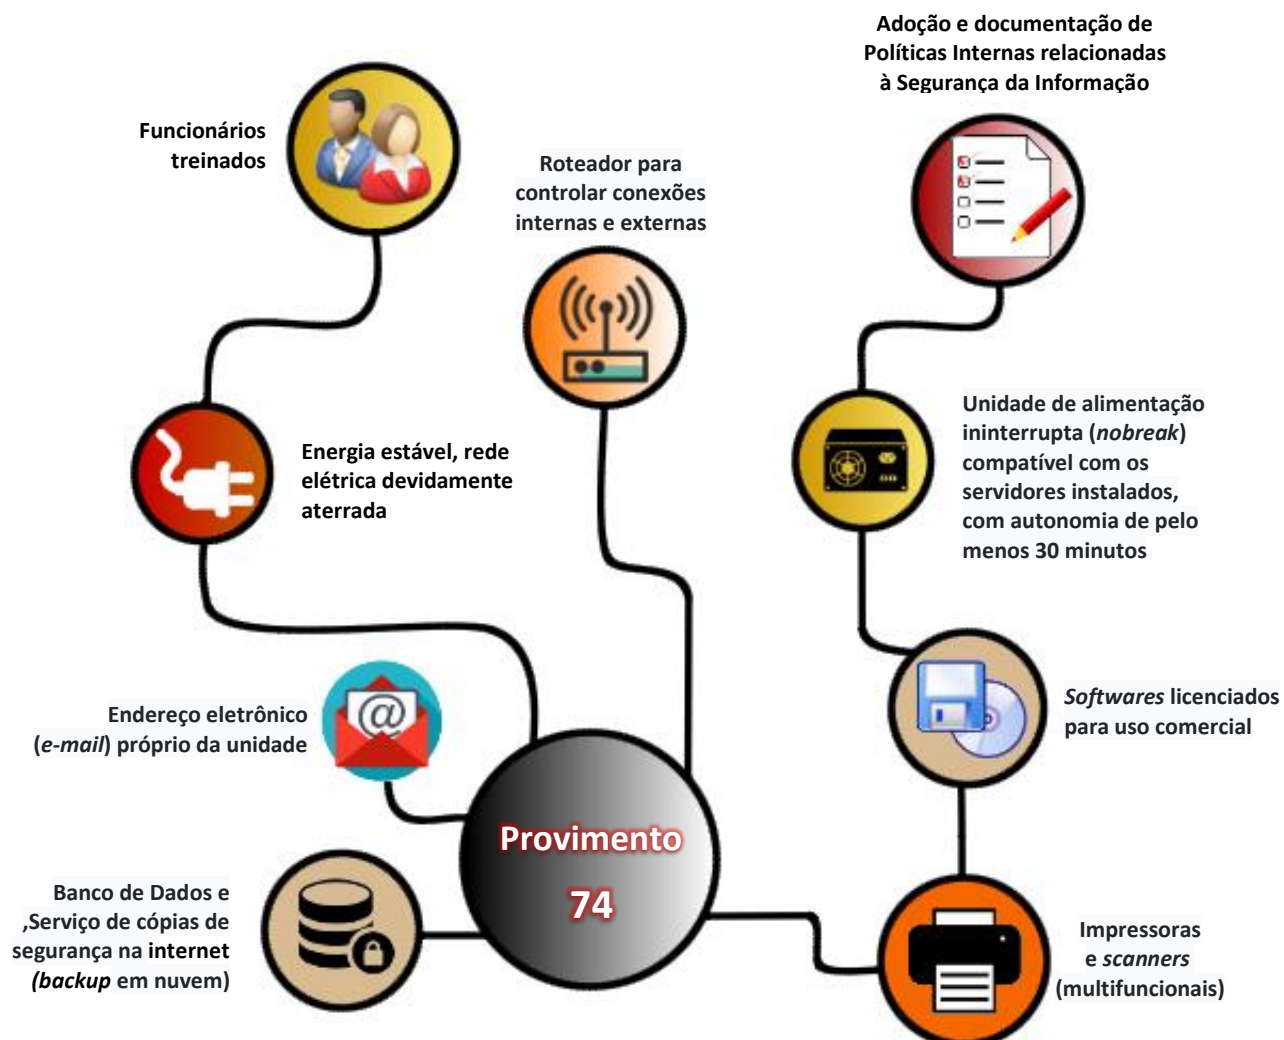 Adoção e documentação de
Políticas Internas relacionadas
à Segurança da Informação
Funcionários
treinados
Roteador para
controlar conexões
internas e externas
Unidade de alimentação
ininterrupta (nobreak)
compatível com os
servidores instalados,
com autonomia de pelo
menos 30 minutos
Energia estável, rede
elétrica devidamente
aterrada
Endereço eletrônico
(e-mail) próprio da unidade
@
Softwares licenciados
para uso comercial
Provimento
74
Banco de Dados e
,Serviço de cópias de
segurança na internet
(backup em nuvem)
Impressoras
e scanners
(multifuncionais)